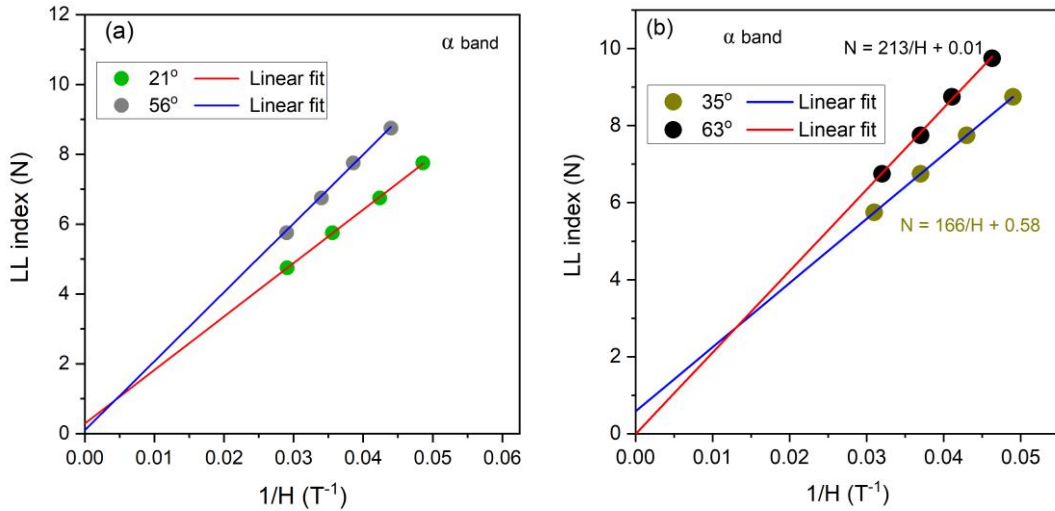 (a)
α band
21° Linear fit
56° Linear fit
LL index (N)
12
10
8
6
4
2
0
0.00 0.01 0.02 0.03 0.04 0.05 0.06
1/H (T⁻¹)
(b)
α band
N = 213/H + 0.01
35° Linear fit
63° Linear fit
N = 166/H + 0.58
LL index (N)
10
8
6
4
2
0
0.00 0.01 0.02 0.03 0.04 0.05
1/H (T⁻¹)